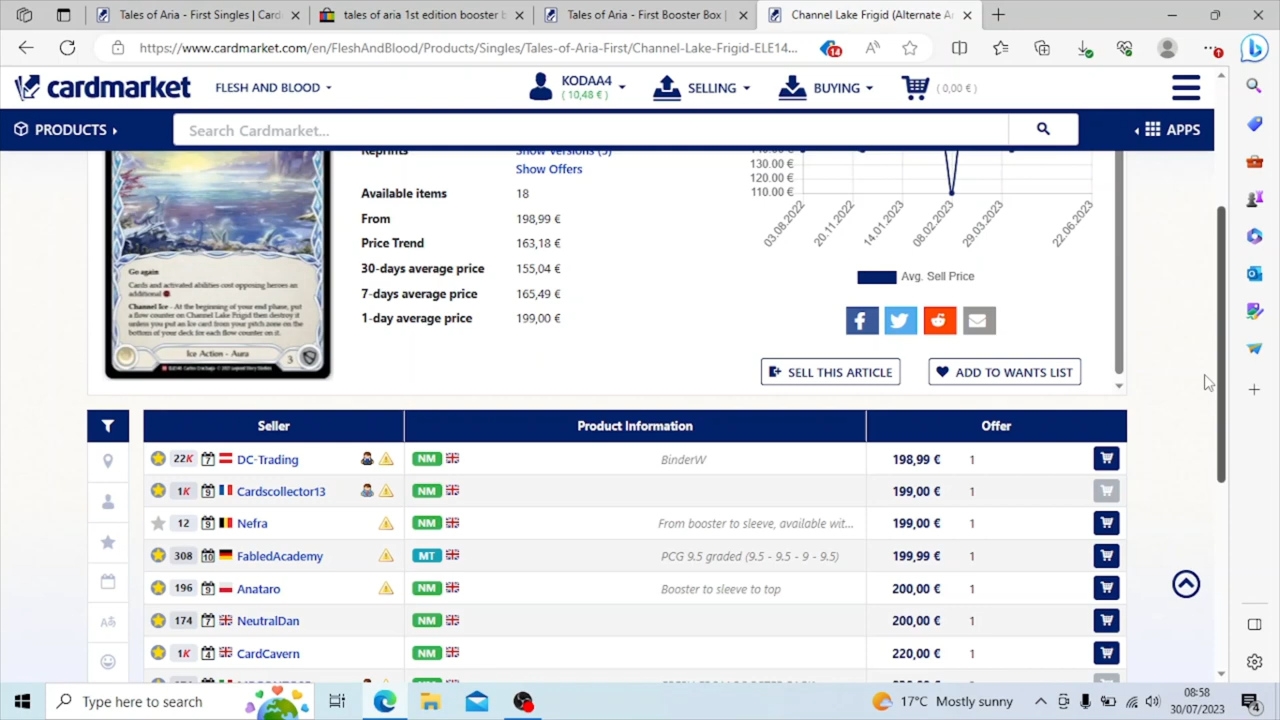 Tales of Aria - First Singles | Card
tales of aria 1st edition booster b
Tales of Aria - First Booster Box |
Channel Lake Frigid (Alternate Ar
https://www.cardmarket.com/en/FleshAndBlood/Products/Singles/Tales-of-Aria-First/Channel-Lake-Frigid-ELE14...
14
cardmarket
FLESH AND BLOOD
KODAA4
( 10,48 € )
SELLING
BUYING
( 0,00 € )
PRODUCTS
Search Cardmarket...
APPS
Reprints
Show Versions (5)
Show Offers
Available items 18
From 198,99 €
Price Trend 163,18 €
30-days average price 155,04 €
7-days average price 165,49 €
1-day average price 199,00 €
140.00 €
130.00 €
120.00 €
110.00 €
03.08.2022
20.11.2022
14.01.2023
08.02.2023
29.03.2023
22.06.2023
Avg. Sell Price
SELL THIS ARTICLE
ADD TO WANTS LIST
Go again
Cards and activated abilities cost opposing heroes an
additional
Channel Ice - At the beginning of your end phase, put
a flow counter on Channel Lake Frigid then destroy it
unless you put an Ice card from your pitch zone on the
bottom of your deck for each flow counter on it.
Ice Action - Aura
3
Seller
Product Information
Offer
22K 7 DC-Trading NM BinderW 198,99 € 1
1K 9 Cardscollector13 NM 199,00 € 1
12 9 Nefra NM From booster to sleeve, available wit... 199,00 € 1
308 10 FabledAcademy MT PCG 9.5 graded (9.5 - 9.5 - 9 - 9.5) 199,99 € 1
196 9 Anataro NM Booster to sleeve to top 200,00 € 1
174 7 NeutralDan NM 200,00 € 1
1K 4 CardCavern NM 220,00 € 1
Type here to search
17°C Mostly sunny
08:58
30/07/2023
4